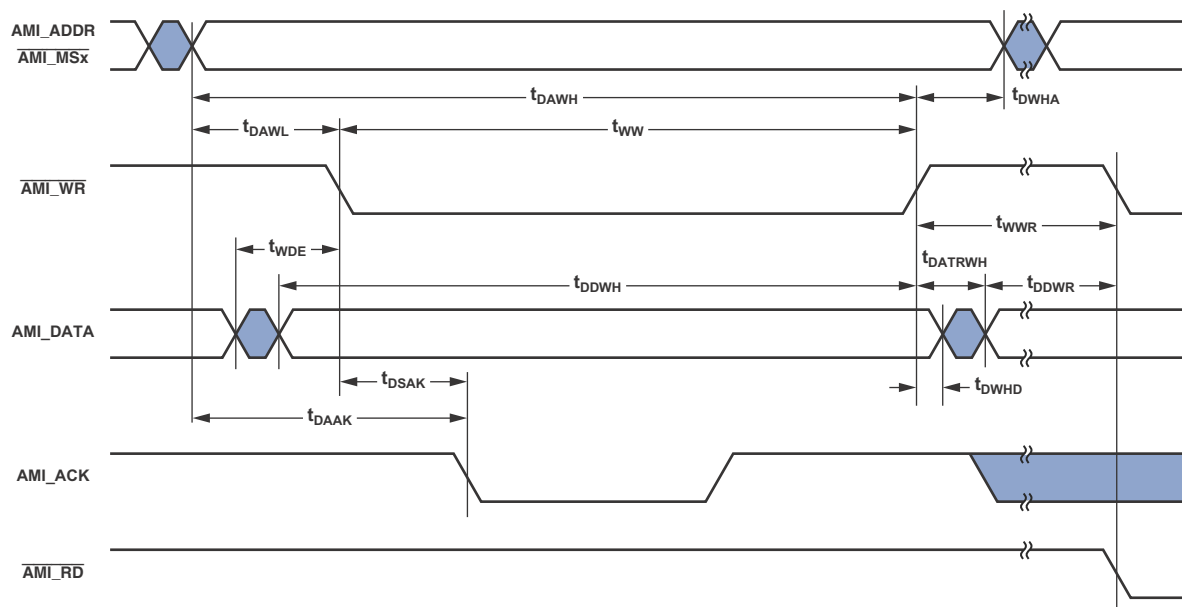 AMI_ADDR
AMI_MSx
tDAWH
tDWHA
tDAWL
tWW
AMI_WR
tWWR
tWDE
tDATRWH
tDDWH
tDDWR
AMI_DATA
tDSAK
tDWHD
tDAAK
AMI_ACK
AMI_RD